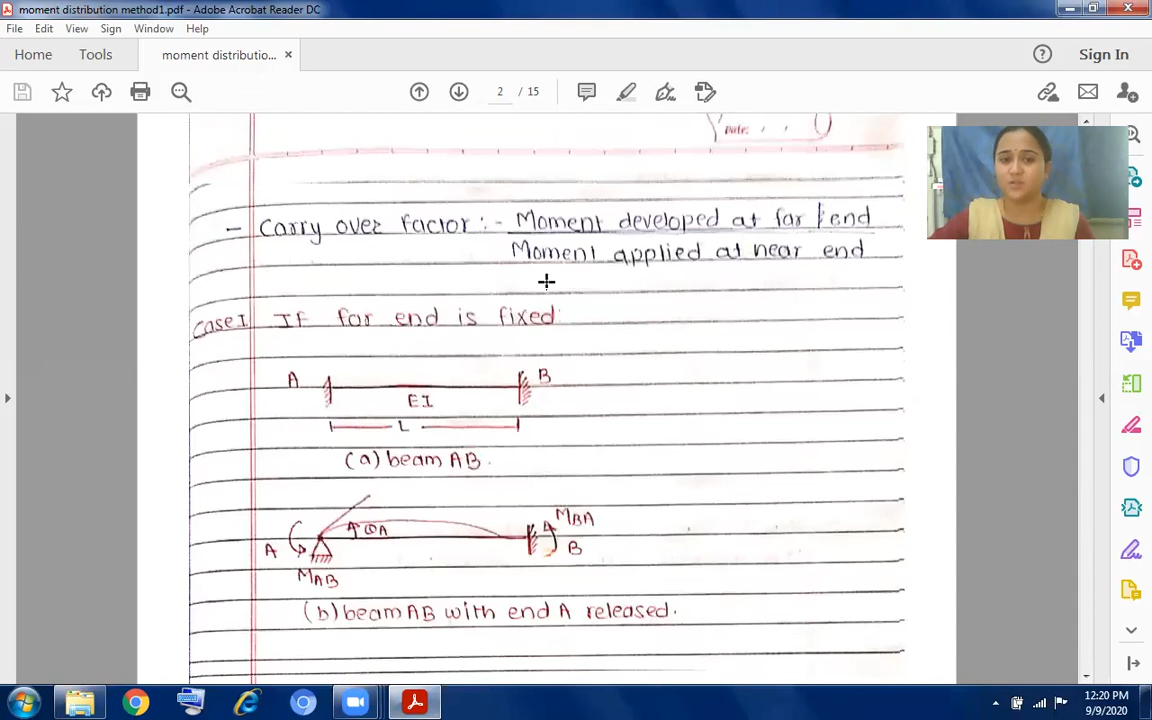 moment distribution method1.pdf - Adobe Acrobat Reader DC
File Edit View Sign Window Help
Home Tools moment distributio... × Sign In
2 / 15
Date:
- Carry over factor :- Moment developed at far end
Moment applied at near end
Case I If far end is fixed
A B
EI
L
(a) beam AB.
MBA
ΘA
A B
MAB
(b) beam AB with end A released.
12:20 PM
9/9/2020